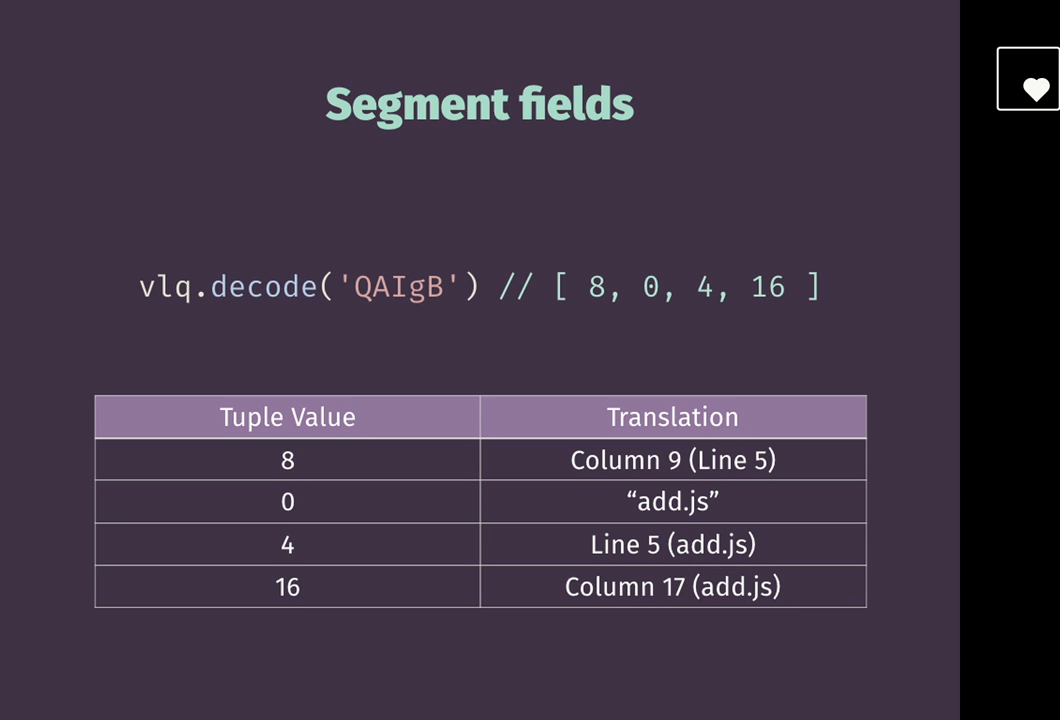 Segment fields
vlq.decode('QAIgB') // [ 8, 0, 4, 16 ]
Tuple Value Translation
8 Column 9 (Line 5)
0 “add.js”
4 Line 5 (add.js)
16 Column 17 (add.js)